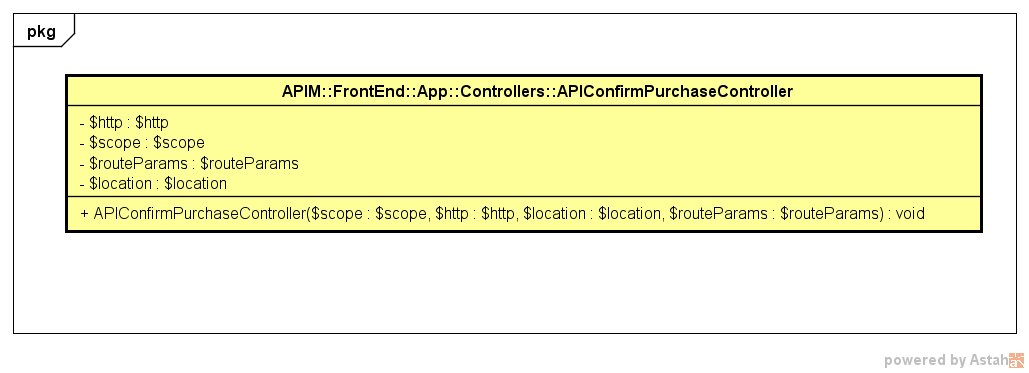 pkg
APIM::FrontEnd::App::Controllers::APIConfirmPurchaseController
- $http : $http
- $scope : $scope
- $routeParams : $routeParams
- $location : $location
+ APIConfirmPurchaseController($scope : $scope, $http : $http, $location : $location, $routeParams : $routeParams) : void
powered by Astah